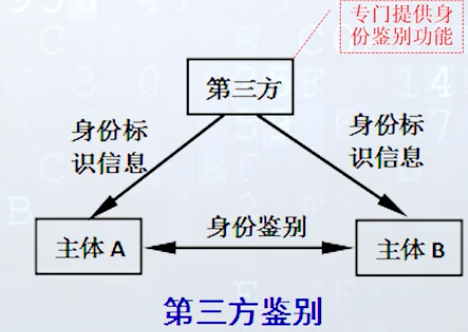 专门提供身
份鉴别功能
第三方
身份标
识信息
身份标
识信息
身份鉴别
主体 A
主体 B
第三方鉴别